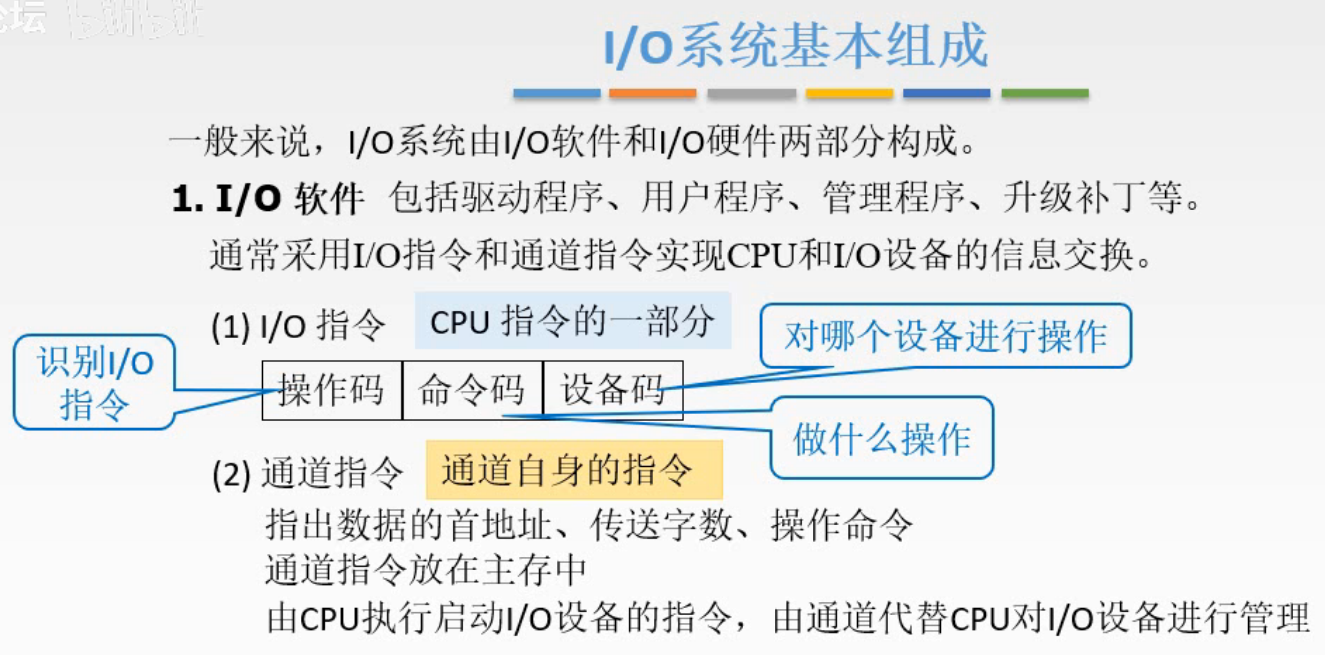 坛 bilibili
I/O系统基本组成
一般来说，I/O系统由I/O软件和I/O硬件两部分构成。
1. I/O 软件 包括驱动程序、用户程序、管理程序、升级补丁等。
通常采用I/O指令和通道指令实现CPU和I/O设备的信息交换。
(1) I/O 指令 CPU 指令的一部分
对哪个设备进行操作
识别I/O
指令
操作码 命令码 设备码
做什么操作
(2) 通道指令 通道自身的指令
指出数据的首地址、传送字数、操作命令
通道指令放在主存中
由CPU执行启动I/O设备的指令，由通道代替CPU对I/O设备进行管理